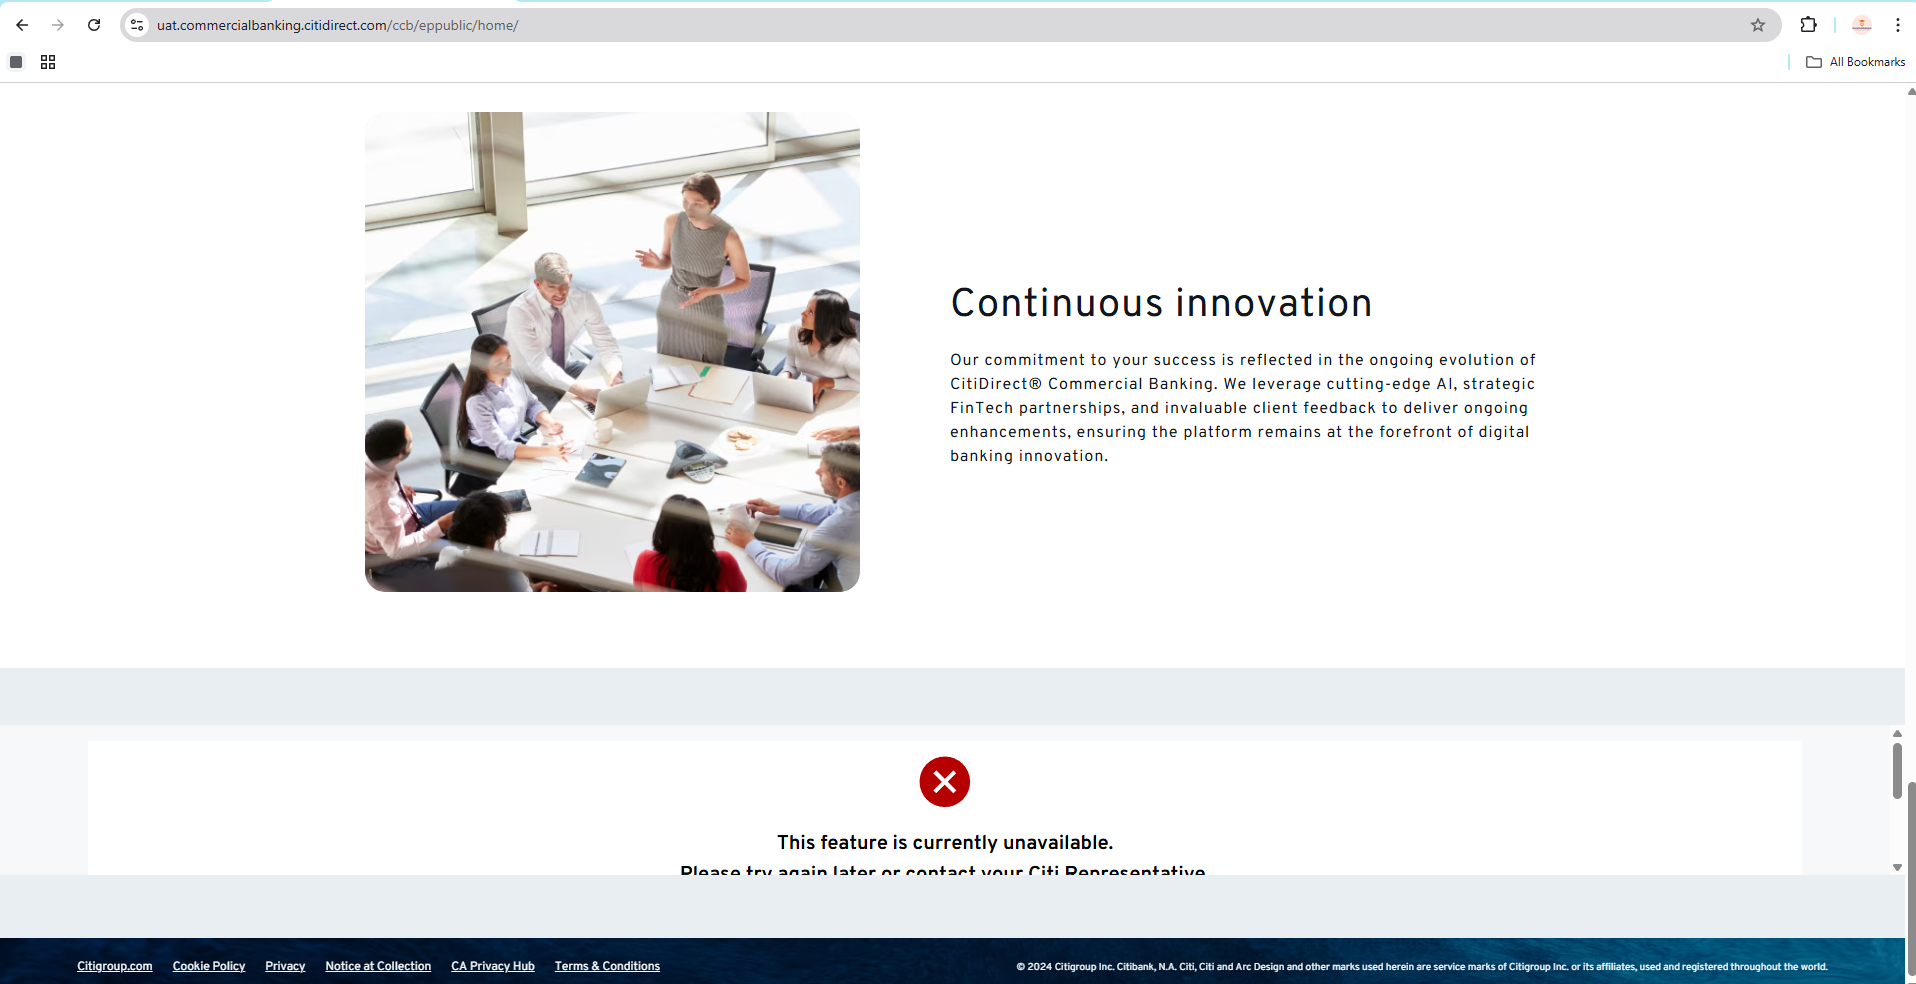 uat.commercialbanking.citidirect.com/ccb/eppublic/home/
All Bookmarks
Continuous innovation
Our commitment to your success is reflected in the ongoing evolution of
CitiDirect® Commercial Banking. We leverage cutting-edge AI, strategic
FinTech partnerships, and invaluable client feedback to deliver ongoing
enhancements, ensuring the platform remains at the forefront of digital
banking innovation.
This feature is currently unavailable.
Please try again later or contact your Citi Representative
Citigroup.com Cookie Policy Privacy Notice at Collection CA Privacy Hub Terms & Conditions
© 2024 Citigroup Inc. Citibank, N.A. Citi, Citi and Arc Design and other marks used herein are service marks of Citigroup Inc. or its affiliates, used and registered throughout the world.